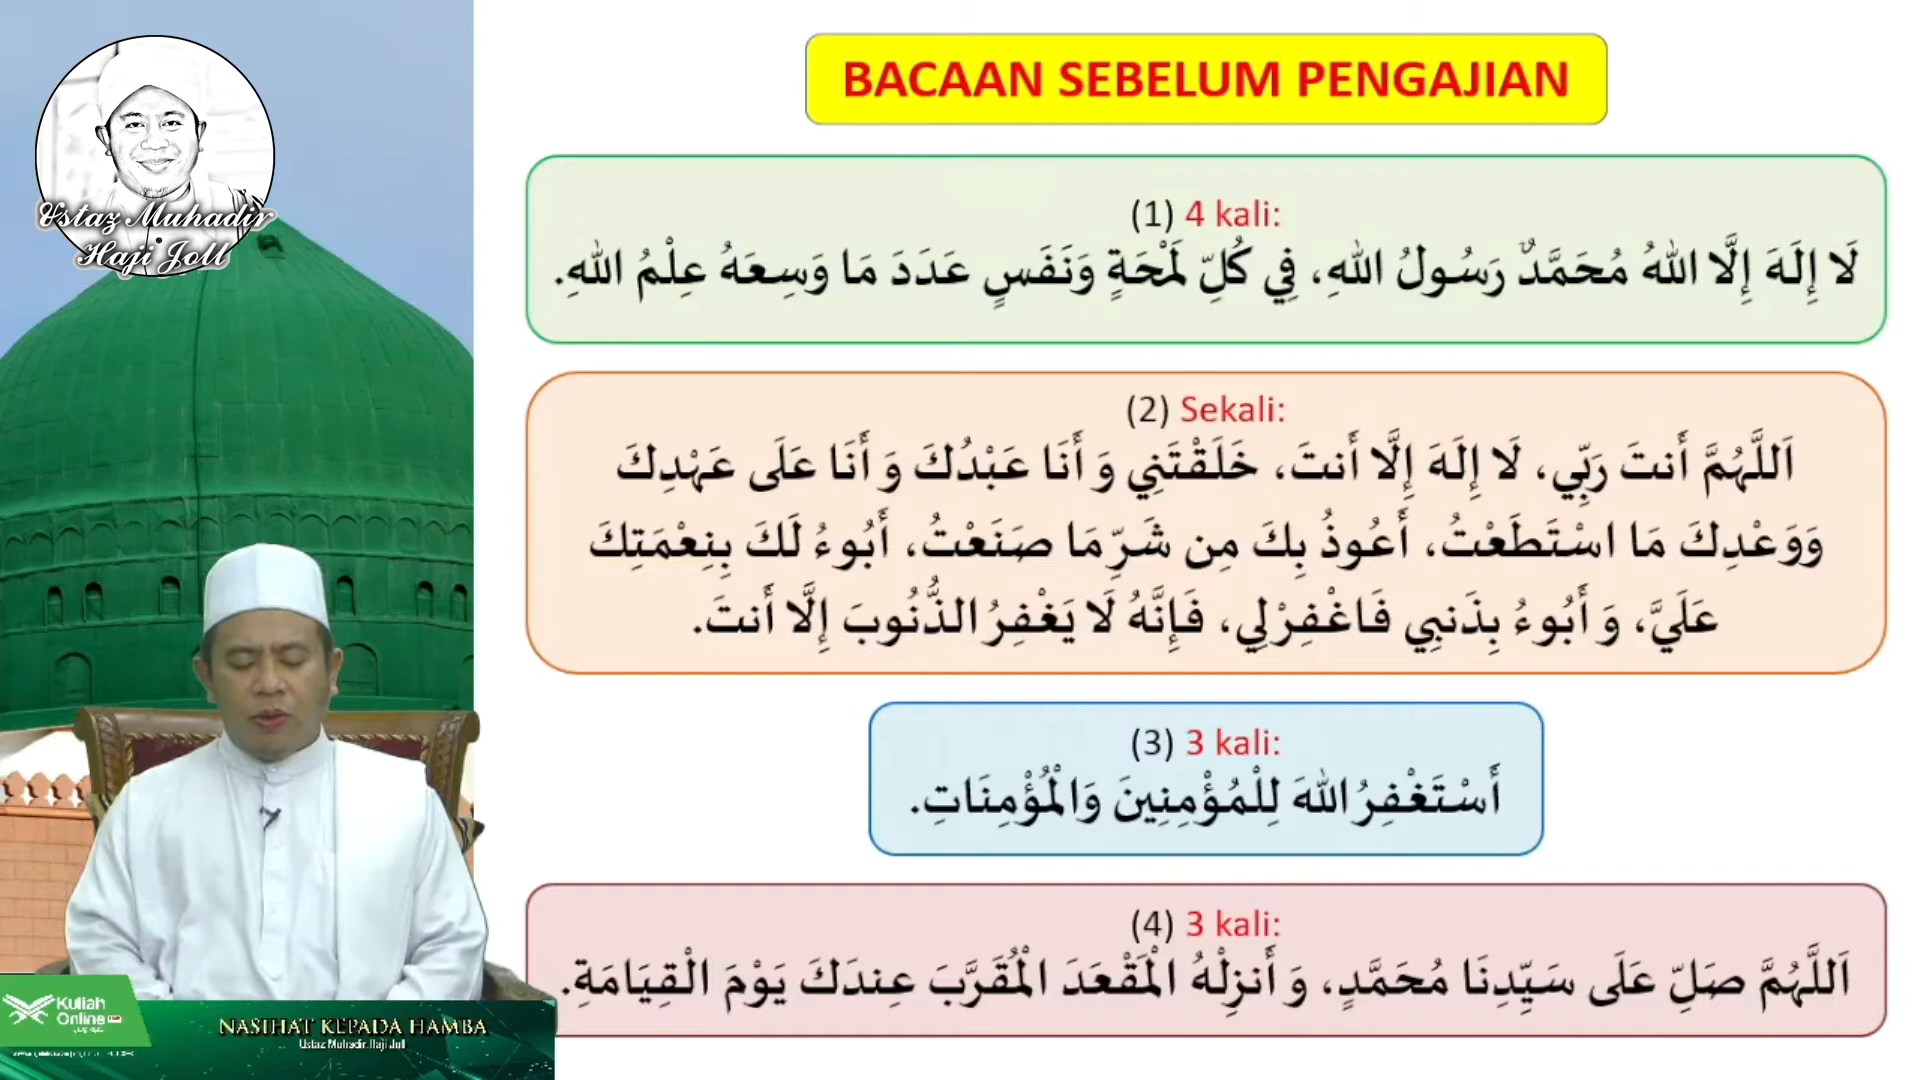 Ustaz Muhadir
Haji Joll
BACAAN SEBELUM PENGAJIAN
(1) 4 kali:
لَا إِلَهَ إِلَّا اللهُ مُحَمَّدٌ رَسُولُ اللهِ، فِي كُلِّ لَمْحَةٍ وَنَفَسٍ عَدَدَ مَا وَسِعَهُ عِلْمُ اللهِ.
(2) Sekali:
اَللَّهُمَّ أَنتَ رَبِّي، لَا إِلَهَ إِلَّا أَنتَ، خَلَقْتَنِي وَأَنَا عَبْدُكَ وَأَنَا عَلَى عَهْدِكَ
وَوَعْدِكَ مَا اسْتَطَعْتُ، أَعُوذُ بِكَ مِن شَرِّ مَا صَنَعْتُ، أَبُوءُ لَكَ بِنِعْمَتِكَ
عَلَيَّ، وَأَبُوءُ بِذَنبِي فَاغْفِرْلِي، فَإِنَّهُ لَا يَغْفِرُ الذُّنُوبَ إِلَّا أَنتَ.
(3) 3 kali:
أَسْتَغْفِرُ اللهَ لِلْمُؤْمِنِينَ وَالْمُؤْمِنَاتِ.
(4) 3 kali:
اَللَّهُمَّ صَلِّ عَلَى سَيِّدِنَا مُحَمَّدٍ، وَأَنزِلْهُ الْمَقْعَدَ الْمُقَرَّبَ عِندَكَ يَوْمَ الْقِيَامَةِ.
Kuliah
Online
NASIHAT KEPADA HAMBA
Ustaz Muhadir Haji Joll